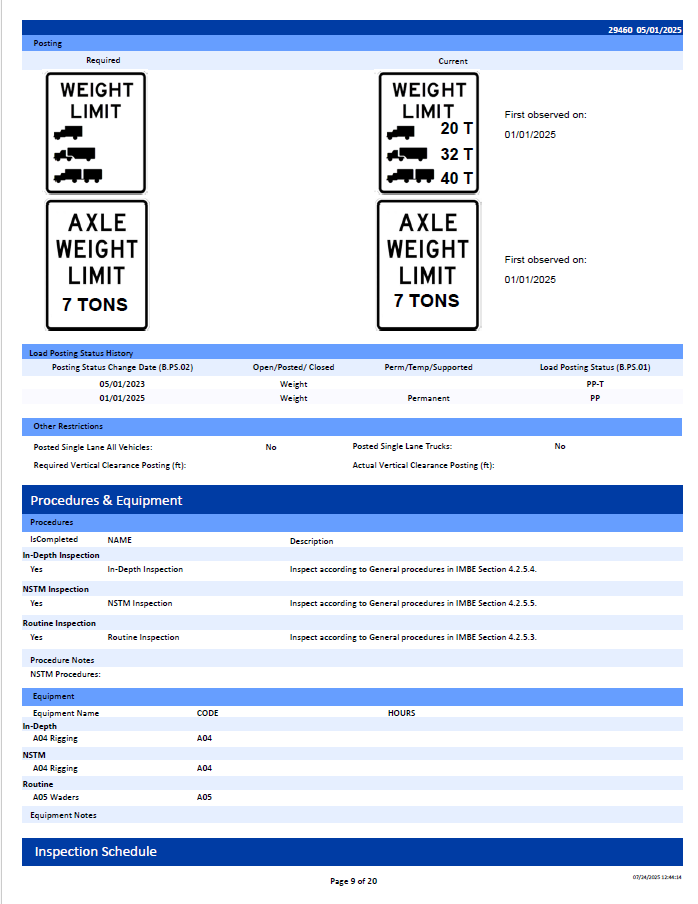 29460 05/01/2025
Posting
Required Current
WEIGHT LIMIT
WEIGHT LIMIT
20 T
32 T
40 T
First observed on:
01/01/2025
AXLE WEIGHT LIMIT
7 TONS
AXLE WEIGHT LIMIT
7 TONS
First observed on:
01/01/2025
Load Posting Status History
Posting Status Change Date (B.PS.02) Open/Posted/ Closed Perm/Temp/Supported Load Posting Status (B.PS.01)
05/01/2023 Weight PP-T
01/01/2025 Weight Permanent PP
Other Restrictions
Posted Single Lane All Vehicles: No Posted Single Lane Trucks: No
Required Vertical Clearance Posting (ft): Actual Vertical Clearance Posting (ft):
Procedures & Equipment
Procedures
IsCompleted NAME Description
In-Depth Inspection
Yes In-Depth Inspection Inspect according to General procedures in IMBE Section 4.2.5.4.
NSTM Inspection
Yes NSTM Inspection Inspect according to General procedures in IMBE Section 4.2.5.5.
Routine Inspection
Yes Routine Inspection Inspect according to General procedures in IMBE Section 4.2.5.3.
Procedure Notes
NSTM Procedures:
Equipment
Equipment Name CODE HOURS
In-Depth
A04 Rigging A04
NSTM
A04 Rigging A04
Routine
A05 Waders A05
Equipment Notes
Inspection Schedule
Page 9 of 20
07/24/2025 12:44:14